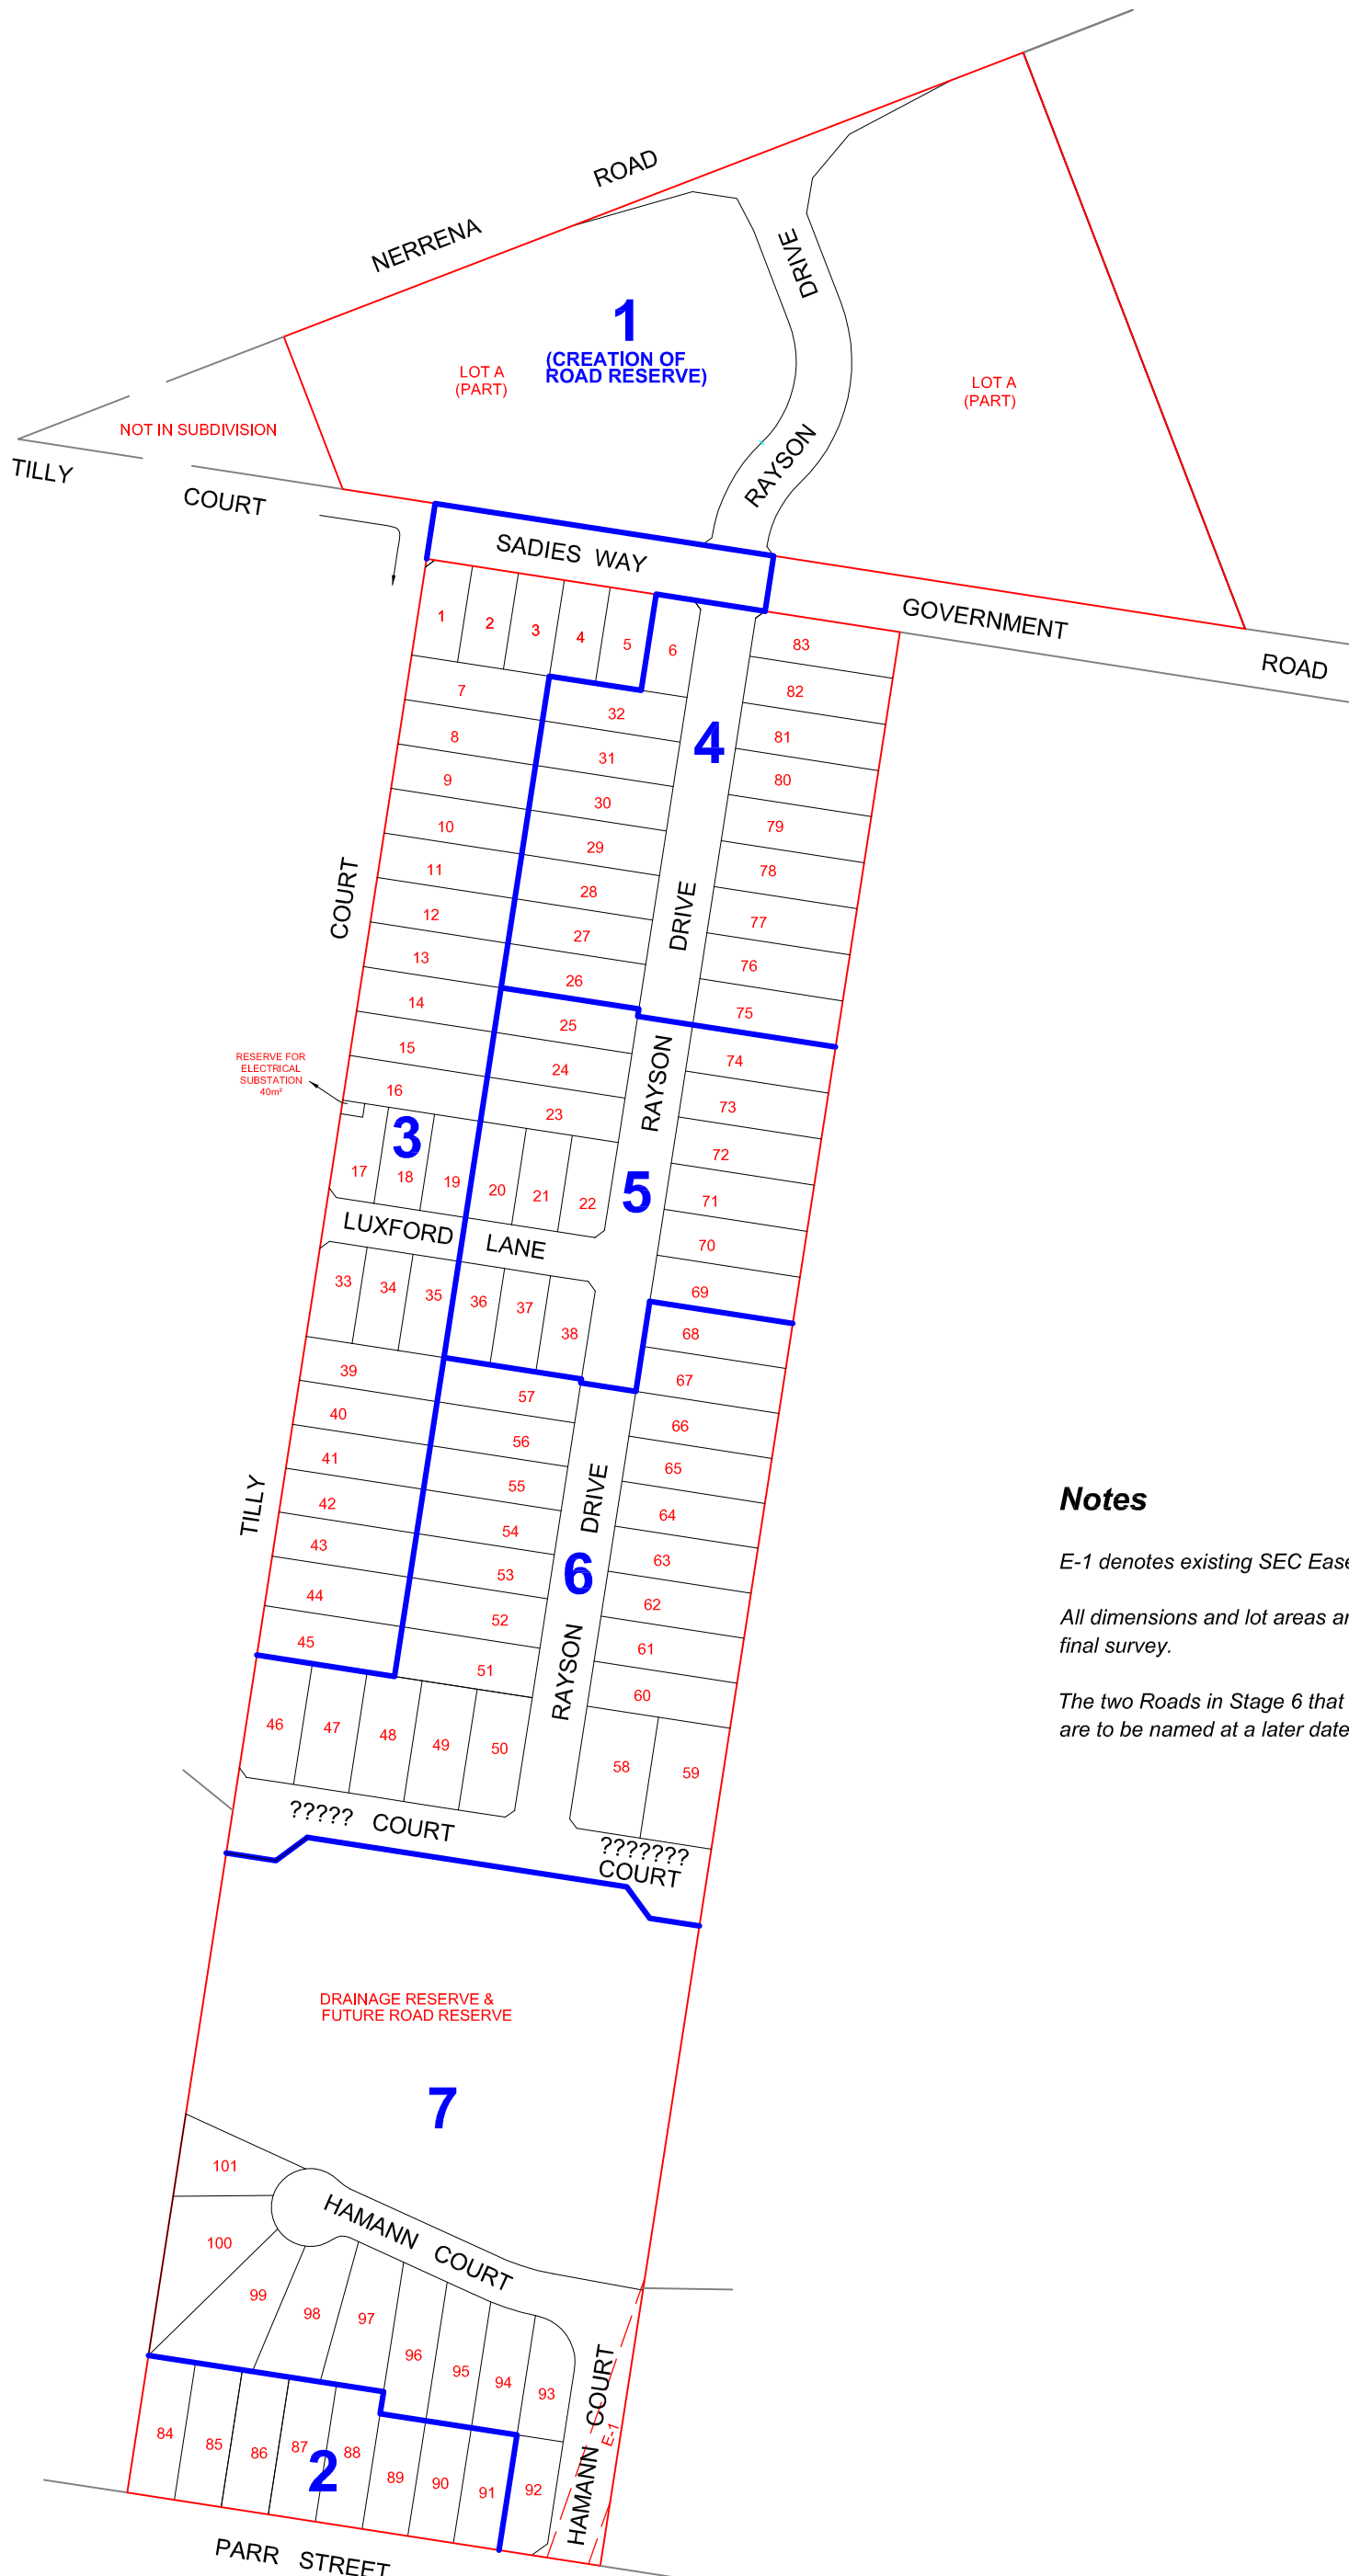 NERRENA ROAD
DRIVE
RAYSON
1
(CREATION OF
ROAD RESERVE)
LOT A
(PART)
LOT A
(PART)
NOT IN SUBDIVISION
TILLY COURT
SADIES WAY
GOVERNMENT ROAD
1
2
3
4
5
6
83
7
32
82
8
31
4
81
9
30
80
10
29
79
11
28
78
12
27
77
13
26
76
14
25
75
15
24
74
16
23
73
COURT
DRIVE
RAYSON
RESERVE FOR
ELECTRICAL
SUBSTATION
40m²
3
17
18
19
20
21
22
5
72
71
70
69
LUXFORD LANE
33
34
35
36
37
38
68
67
39
57
66
40
56
65
41
55
64
42
54
63
43
53
62
44
52
61
45
51
60
TILLY
DRIVE
6
RAYSON
46
47
48
49
50
58
59
????? COURT
???????
COURT
Notes
E-1 denotes existing SEC
All dimensions and lot areas
final survey.
The two Roads in Stage 6 that
are to be named at a later date
DRAINAGE RESERVE &
FUTURE ROAD RESERVE
7
101
HAMANN COURT
100
99
98
97
96
95
94
93
HAMANN COURT
E-1
84
85
86
87
2
88
89
90
91
92
PARR STREET